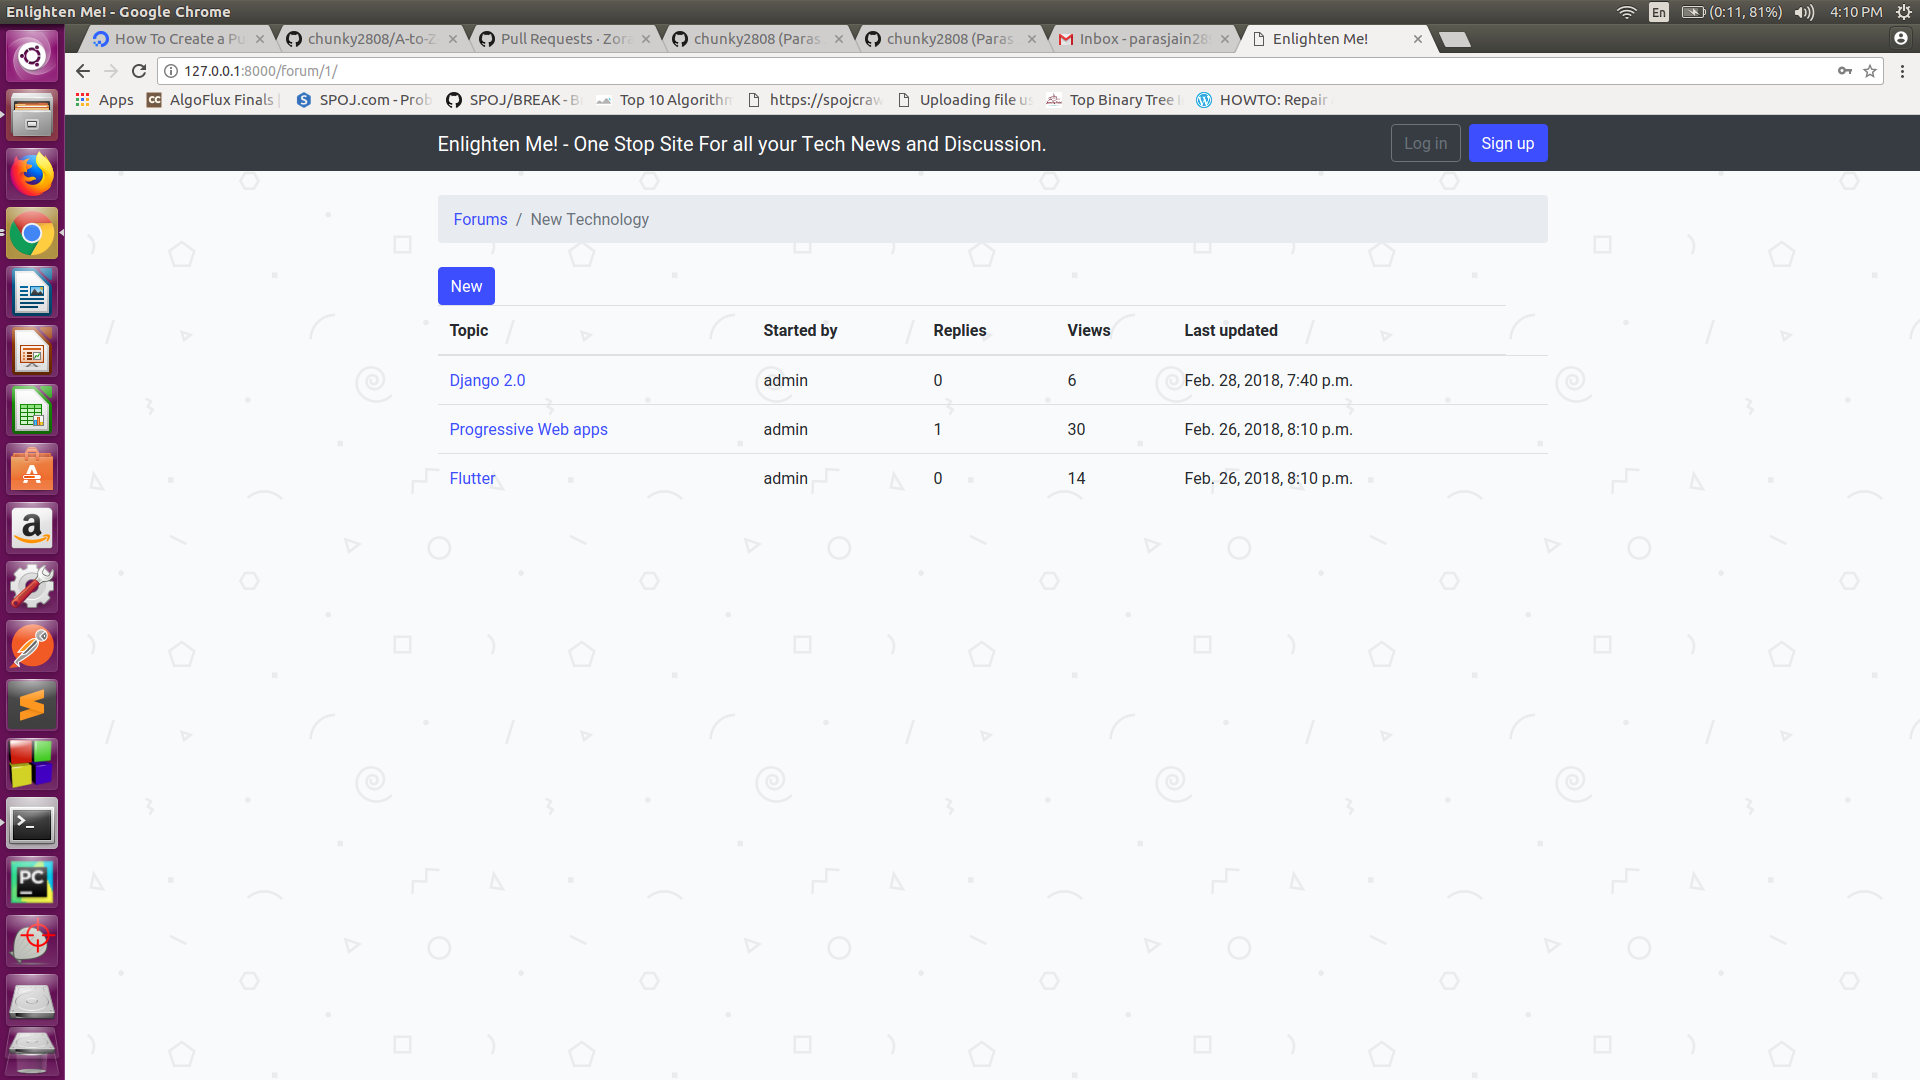 Enlighten Me! - Google Chrome
En (0:11, 81%) 4:10 PM
How To Create a Pu
chunky2808/A-to-Z
Pull Requests · Zora
chunky2808 (Paras
chunky2808 (Paras
Inbox - parasjain28
Enlighten Me!
127.0.0.1:8000/forum/1/
Apps
CC AlgoFlux Finals
S SPOJ.com - Prob
SPOJ/BREAK - B
Top 10 Algorithm
https://spojcraw
Uploading file us
Top Binary Tree
HOWTO: Repair
Enlighten Me! - One Stop Site For all your Tech News and Discussion.
Log in
Sign up
Forums / New Technology
New
Topic Started by Replies Views Last updated
Django 2.0 admin 0 6 Feb. 28, 2018, 7:40 p.m.
Progressive Web apps admin 1 30 Feb. 26, 2018, 8:10 p.m.
Flutter admin 0 14 Feb. 26, 2018, 8:10 p.m.
PC